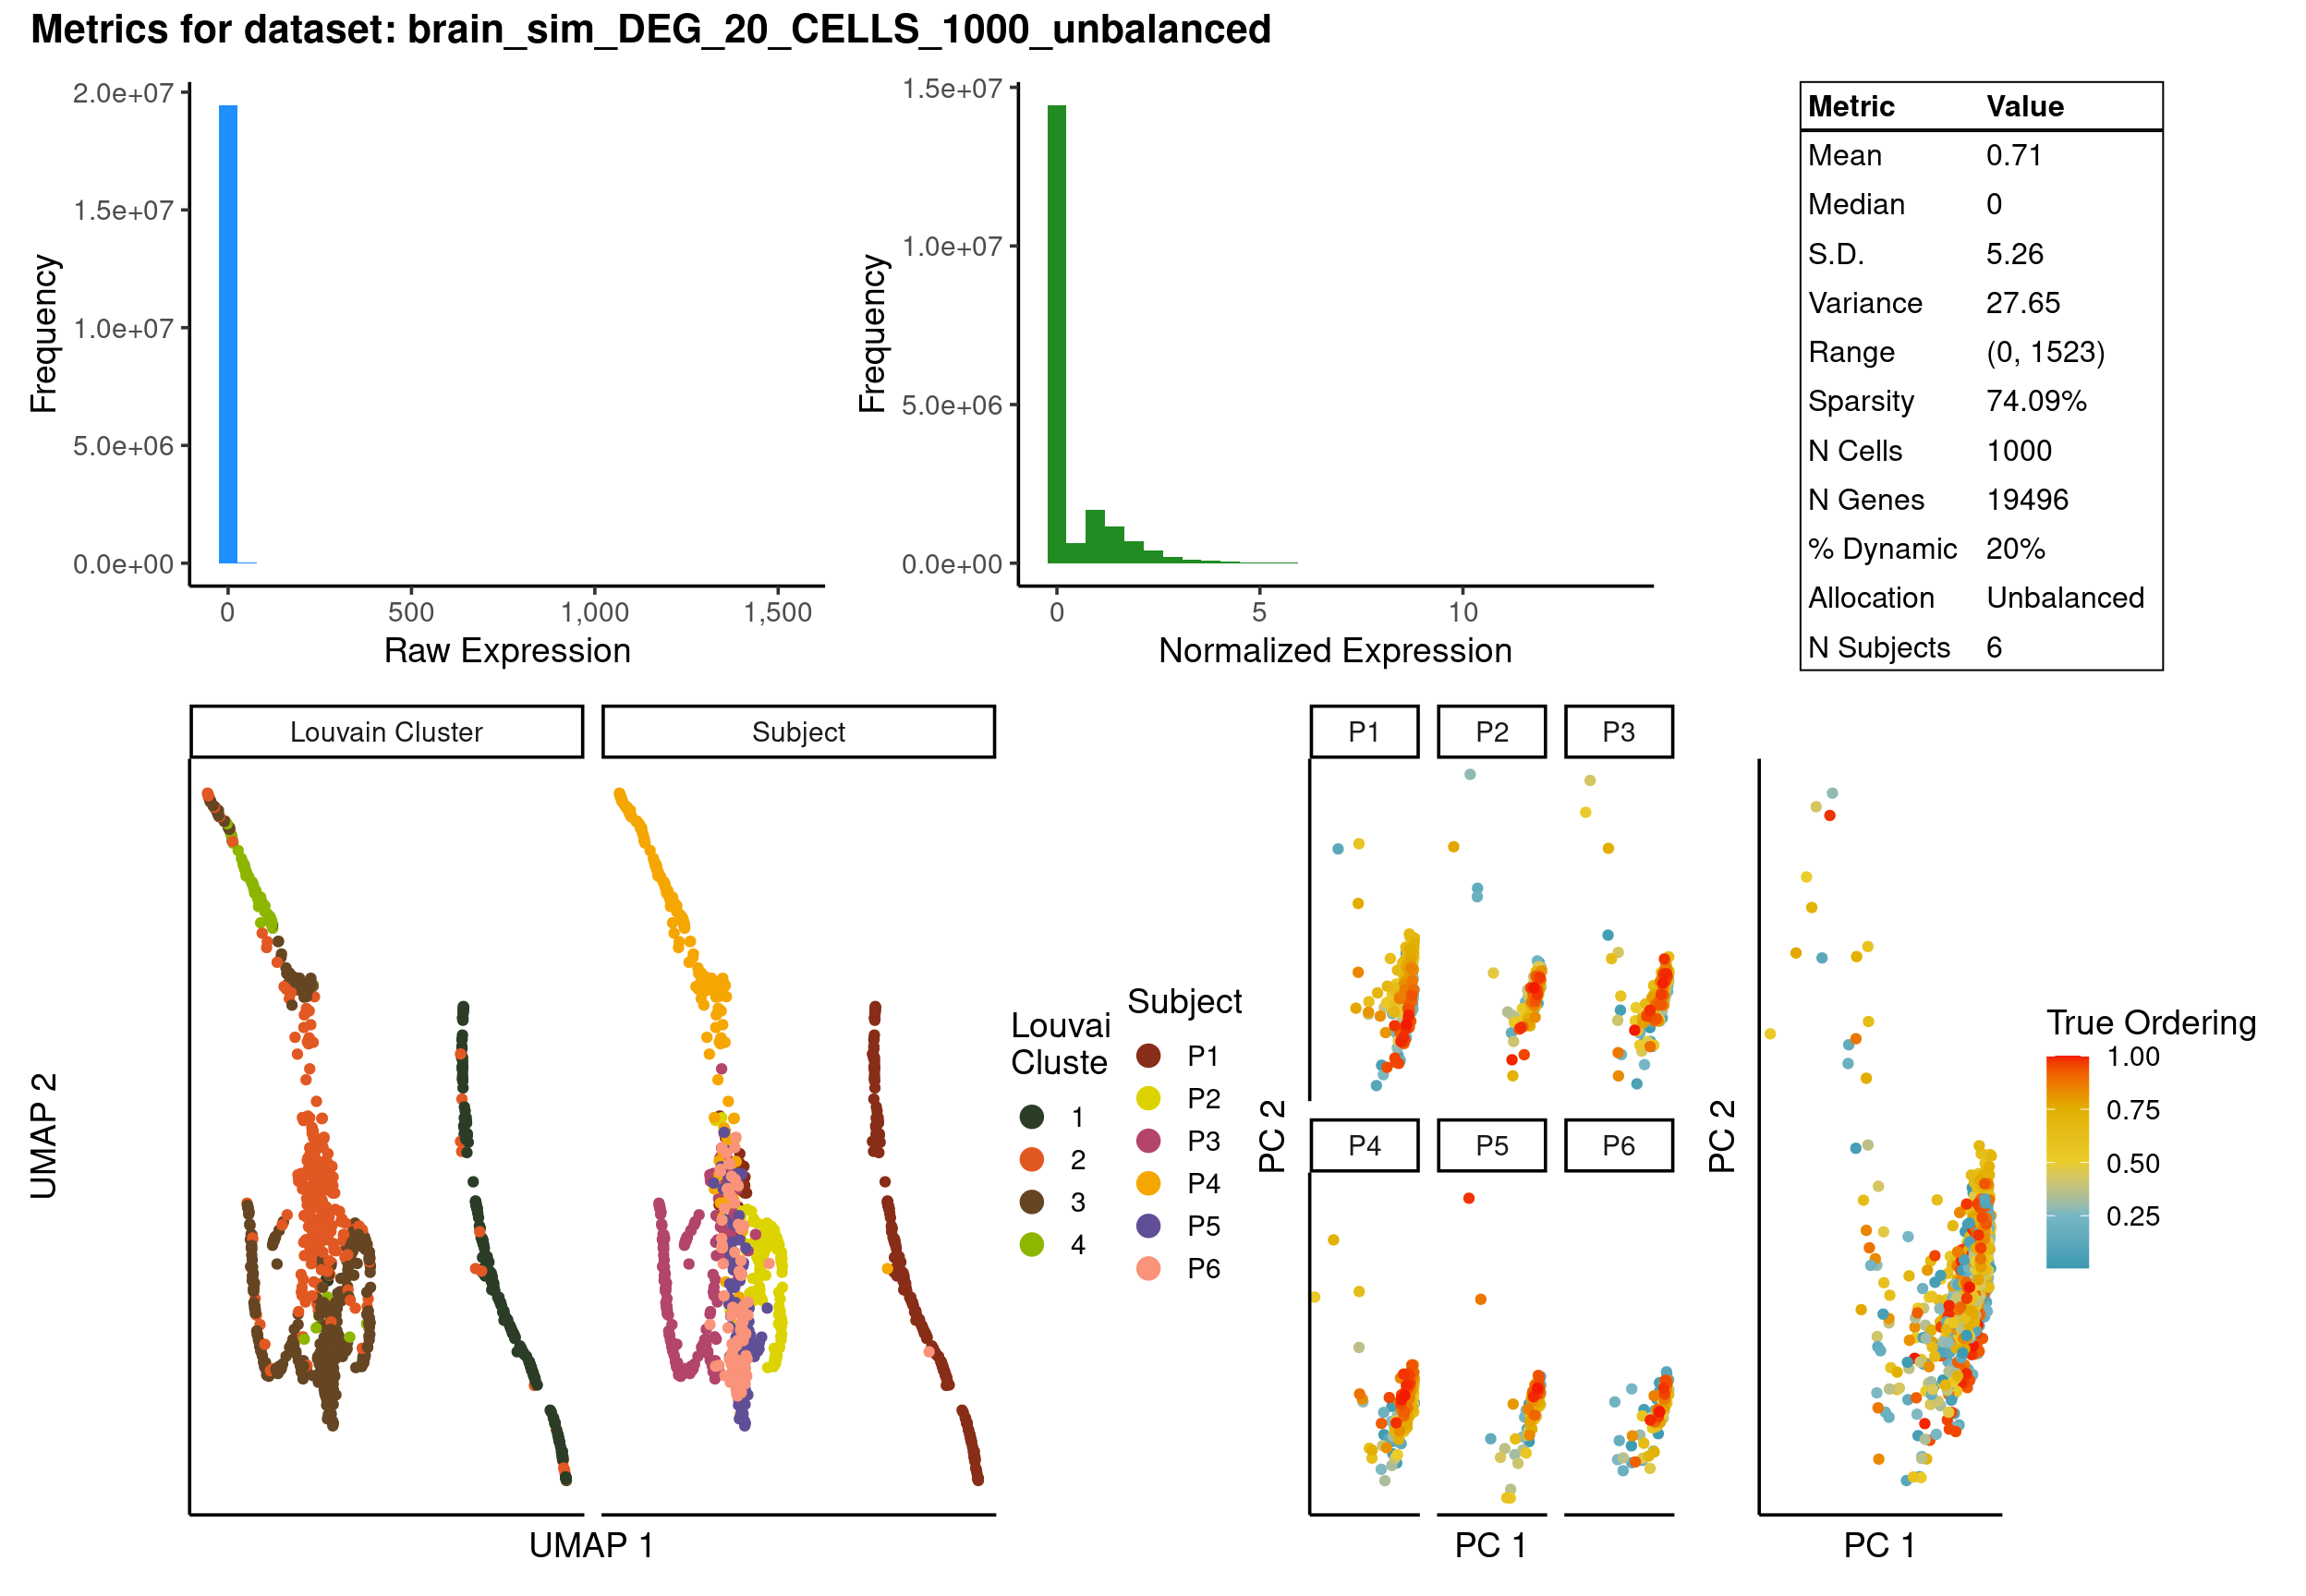 Metrics for dataset: brain_sim_DEG_20_CELLS_1000_unbalanced
Frequency
2.0e+07
1.5e+07
1.0e+07
5.0e+06
0.0e+00
0 500 1,000 1,500
Raw Expression
Frequency
1.5e+07
1.0e+07
5.0e+06
0.0e+00
0 5 10
Normalized Expression
Metric Value
Mean 0.71
Median 0
S.D. 5.26
Variance 27.65
Range (0, 1523)
Sparsity 74.09%
N Cells 1000
N Genes 19496
% Dynamic 20%
Allocation Unbalanced
N Subjects 6
Louvain Cluster Subject
UMAP 2
UMAP 1
Louvai
Cluste
1
2
3
4
Subject
P1
P2
P3
P4
P5
P6
P1 P2 P3
P4 P5 P6
PC 2
PC 1
PC 2
PC 1
True Ordering
1.00
0.75
0.50
0.25